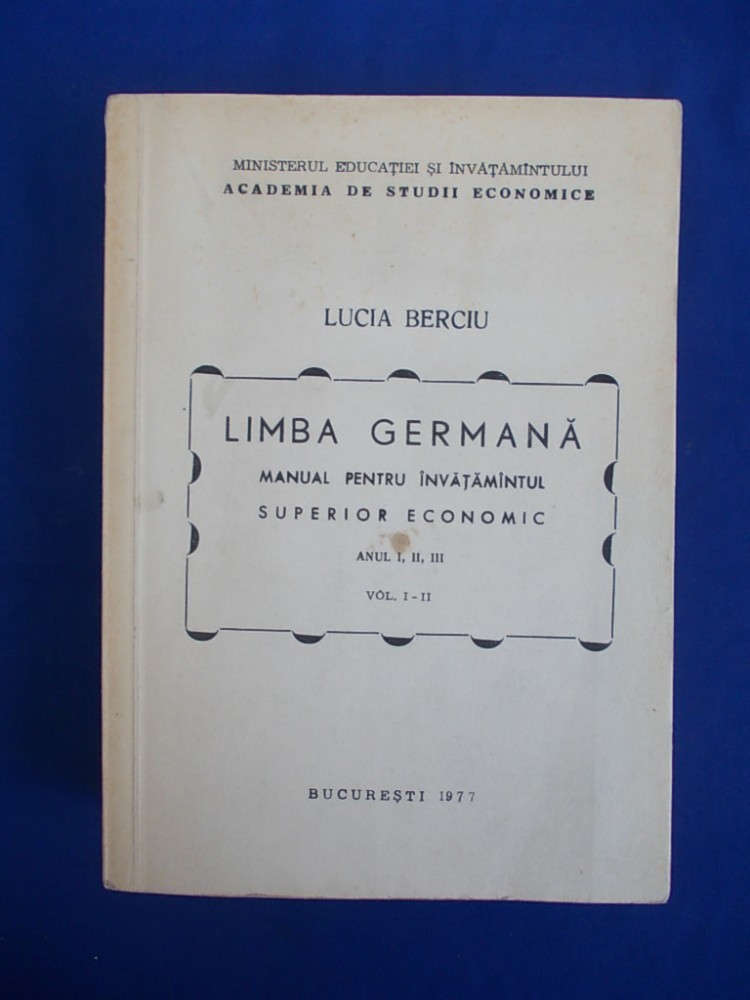 MINISTERUL EDUCAȚIEI ȘI ÎNVĂȚĂMÎNTULUI
ACADEMIA DE STUDII ECONOMICE
LUCIA BERCIU
LIMBA GERMANĂ
MANUAL PENTRU ÎNVĂȚĂMÎNTUL
SUPERIOR ECONOMIC
ANUL I, II, III
VOL. I - II
BUCUREȘTI 1977